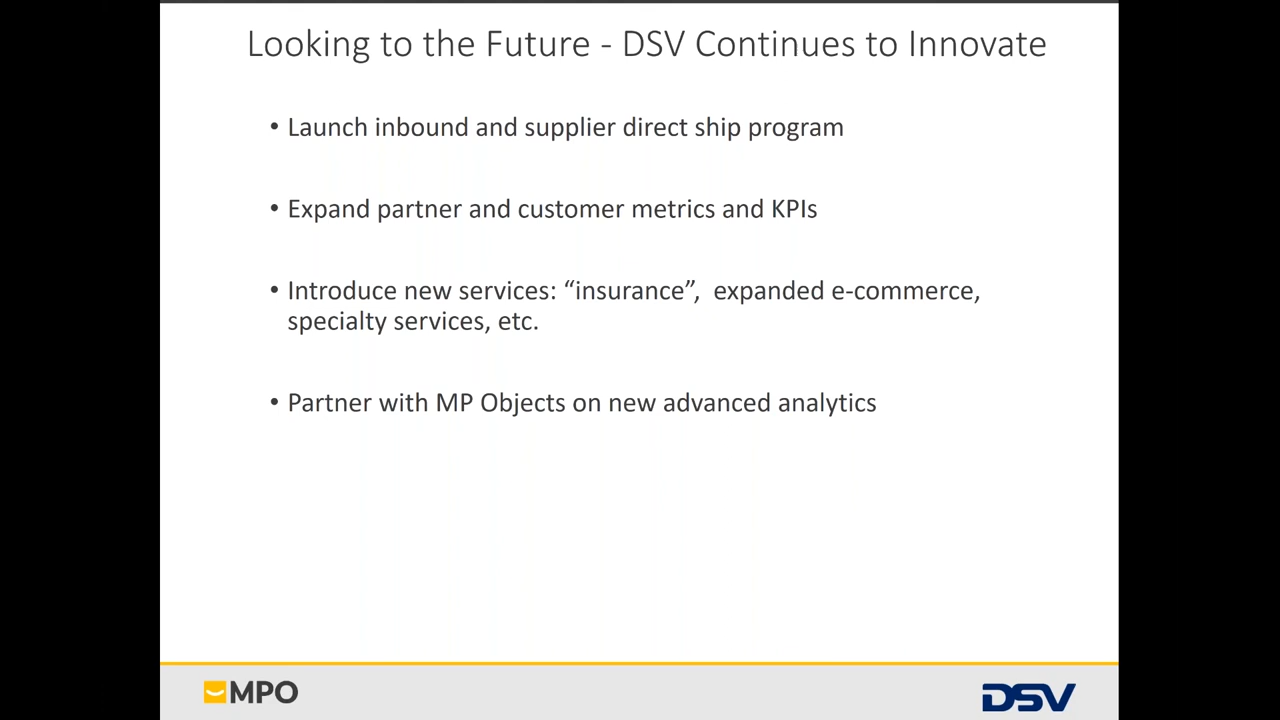 Looking to the Future - DSV Continues to Innovate
• Launch inbound and supplier direct ship program
• Expand partner and customer metrics and KPIs
• Introduce new services: “insurance”,  expanded e-commerce,
specialty services, etc.
• Partner with MP Objects on new advanced analytics
MPO
DSV